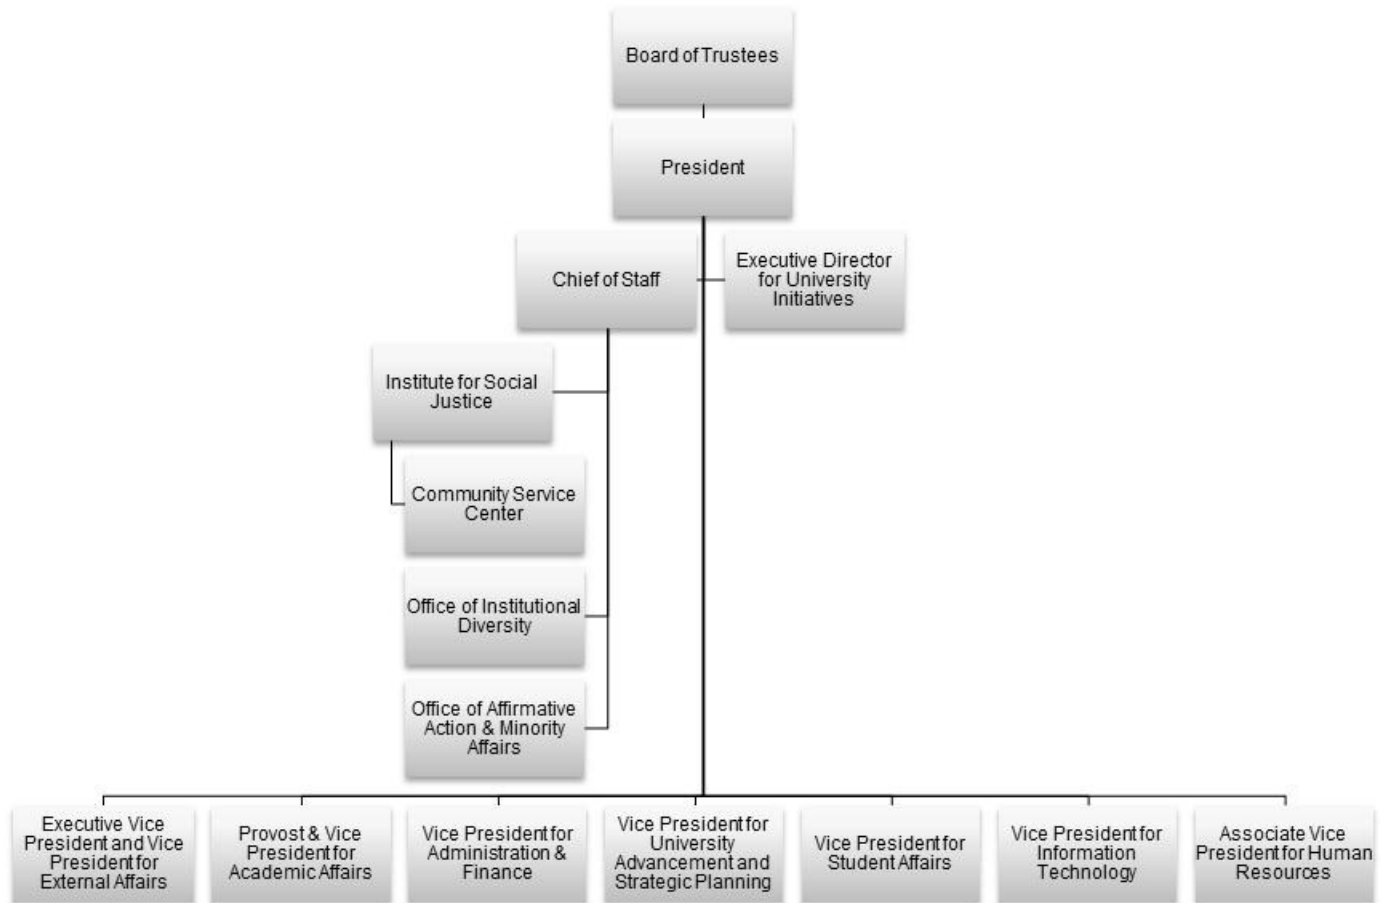 Board of Trustees
President
Chief of Staff
Executive Director
for University
Initiatives
Institute for Social
Justice
Community Service
Center
Office of Institutional
Diversity
Office of Affirmative
Action & Minority
Affairs
Executive Vice
President and Vice
President for
External Affairs
Provost & Vice
President for
Academic Affairs
Vice President for
Administration &
Finance
Vice President for
University
Advancement and
Strategic Planning
Vice President for
Student Affairs
Vice President for
Information
Technology
Associate Vice
President for Human
Resources